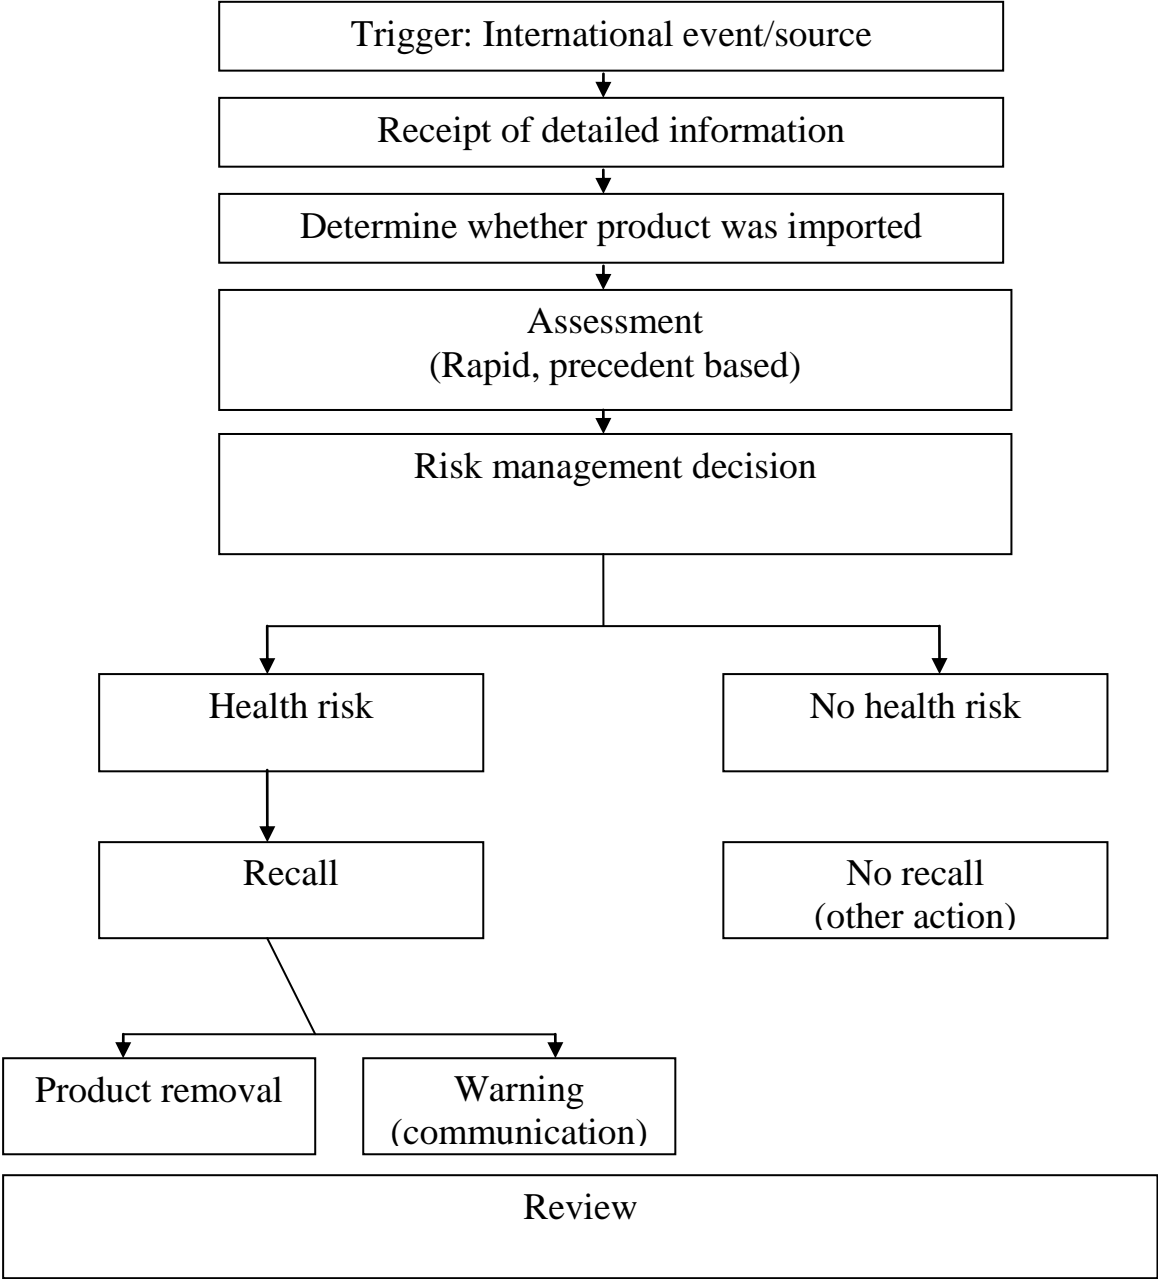 Trigger: International event/source
Receipt of detailed information
Determine whether product was imported
Assessment
(Rapid, precedent based)
Risk management decision
Health risk
No health risk
Recall
No recall
(other action)
Product removal
Warning
(communication)
Review